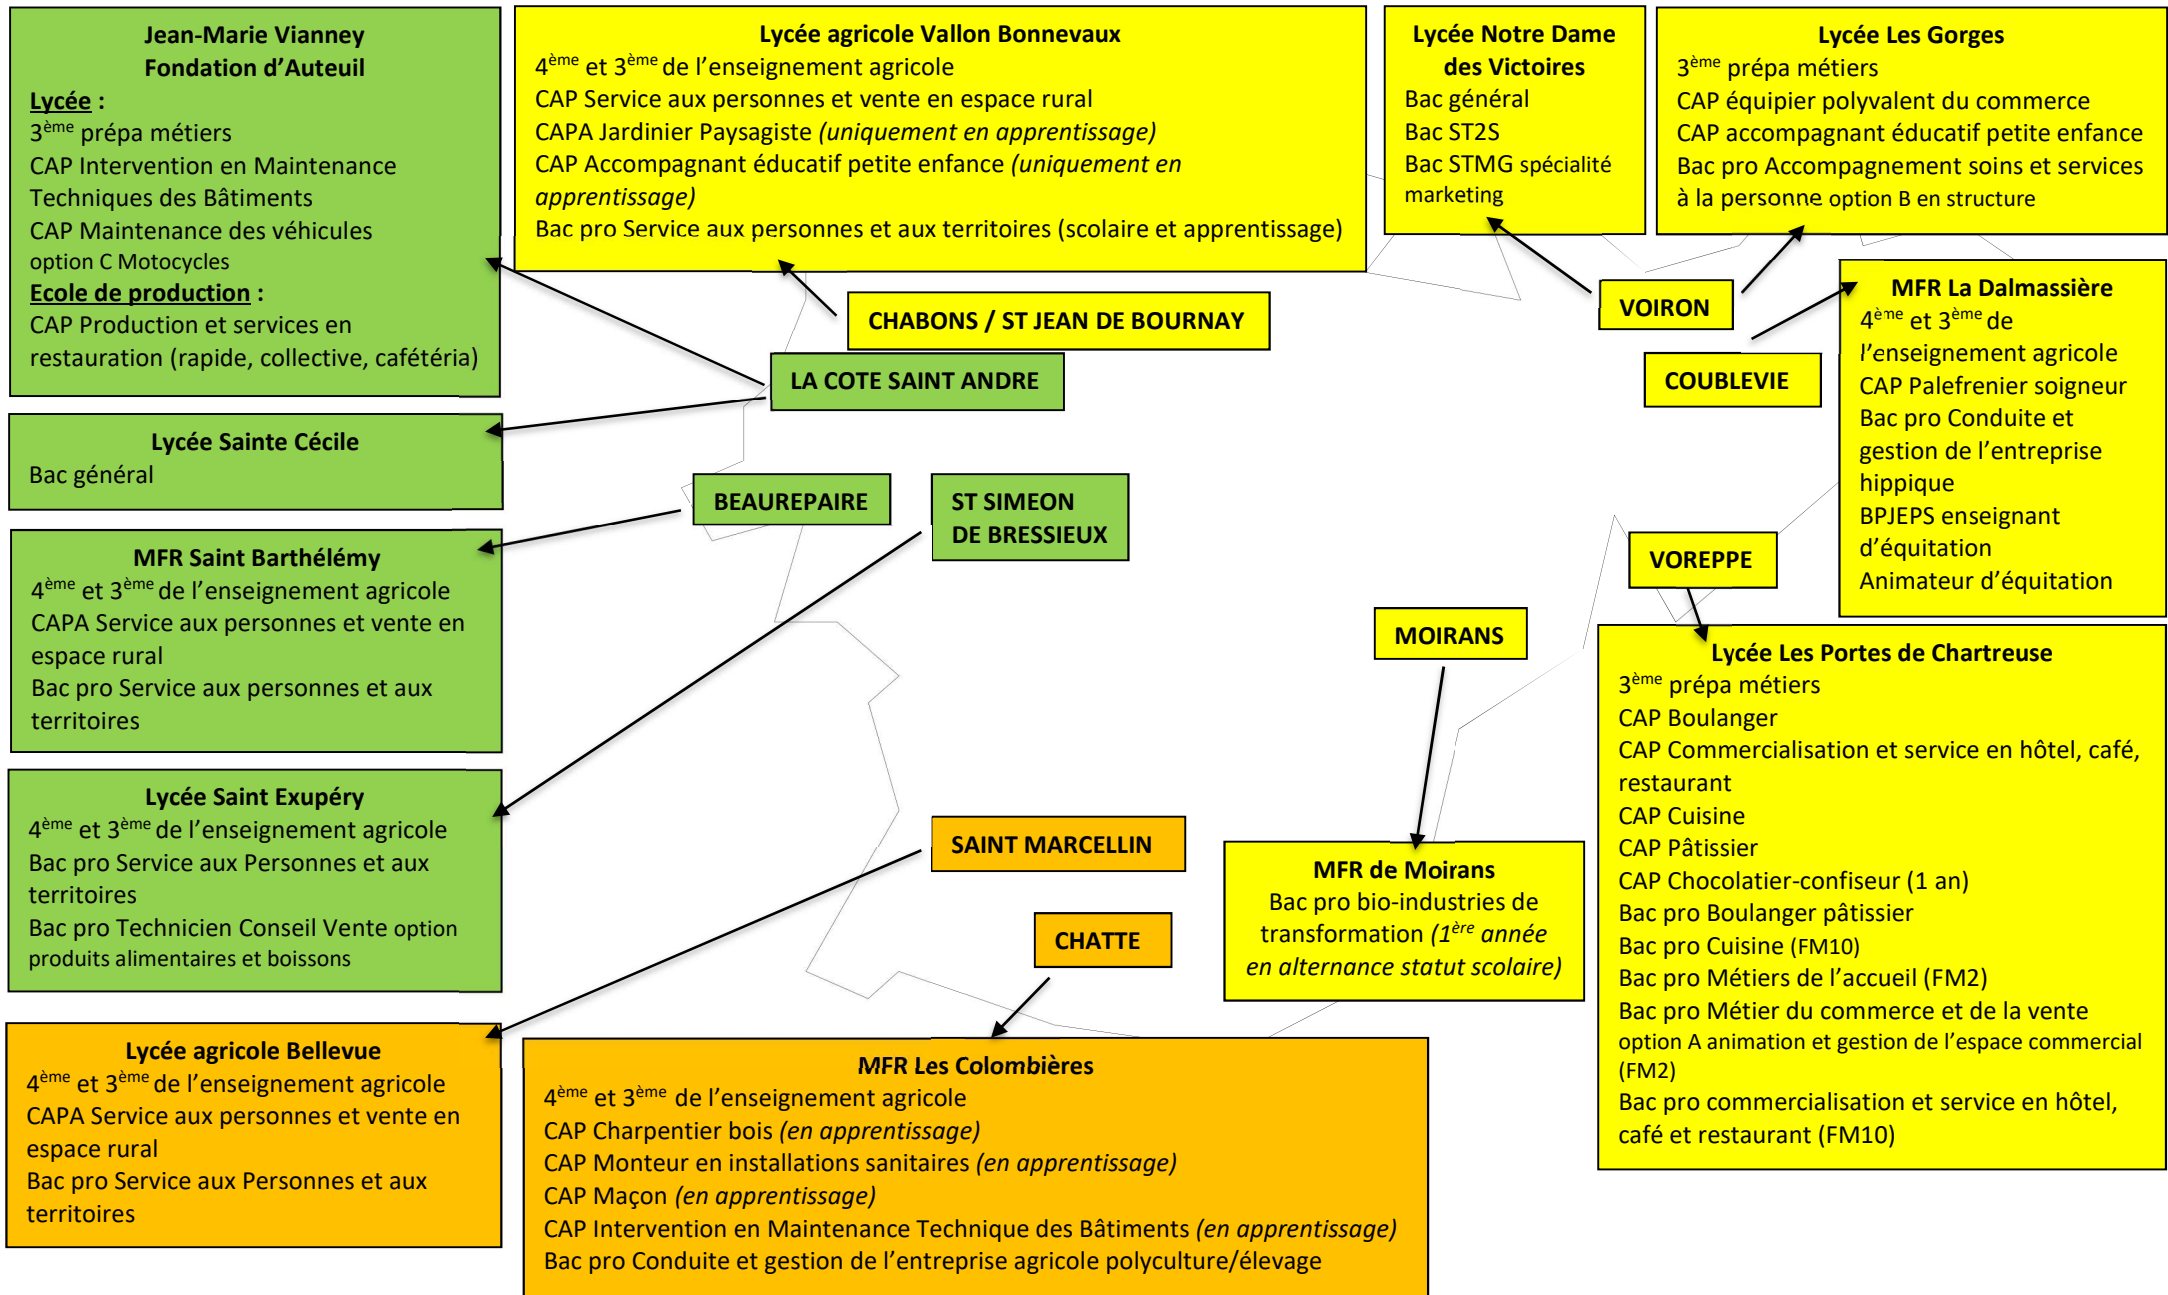 Jean-Marie Vianney
Fondation d’Auteuil
Lycée :
3ème prépa métiers
CAP Intervention en Maintenance
Techniques des Bâtiments
CAP Maintenance des véhicules
option C Motocycles
Ecole de production :
CAP Production et services en
restauration (rapide, collective, cafétéria)
Lycée agricole Vallon Bonnevaux
4ème et 3ème de l’enseignement agricole
CAP Service aux personnes et vente en espace rural
CAPA Jardinier Paysagiste (uniquement en apprentissage)
CAP Accompagnant éducatif petite enfance (uniquement en
apprentissage)
Bac pro Service aux personnes et aux territoires (scolaire et apprentissage)
Lycée Notre Dame
des Victoires
Bac général
Bac ST2S
Bac STMG spécialité
marketing
Lycée Les Gorges
3ème prépa métiers
CAP équipier polyvalent du commerce
CAP accompagnant éducatif petite enfance
Bac pro Accompagnement soins et services
à la personne option B en structure
CHABONS / ST JEAN DE BOURNAY
VOIRON
COUBLEVIE
MFR La Dalmassière
4ème et 3ème de
l’enseignement agricole
CAP Palefrenier soigneur
Bac pro Conduite et
gestion de l’entreprise
hippique
BPJEPS enseignant
d’équitation
Animateur d’équitation
LA COTE SAINT ANDRE
Lycée Sainte Cécile
Bac général
BEAUREPAIRE
ST SIMEON
DE BRESSIEUX
MFR Saint Barthélémy
4ème et 3ème de l’enseignement agricole
CAPA Service aux personnes et vente en
espace rural
Bac pro Service aux personnes et aux
territoires
VOREPPE
MOIRANS
Lycée Les Portes de Chartreuse
3ème prépa métiers
CAP Boulanger
CAP Commercialisation et service en hôtel, café,
restaurant
CAP Cuisine
CAP Pâtissier
CAP Chocolatier-confiseur (1 an)
Bac pro Boulanger pâtissier
Bac pro Cuisine (FM10)
Bac pro Métiers de l’accueil (FM2)
Bac pro Métier du commerce et de la vente
option A animation et gestion de l’espace commercial
(FM2)
Bac pro commercialisation et service en hôtel,
café et restaurant (FM10)
Lycée Saint Exupéry
4ème et 3ème de l’enseignement agricole
Bac pro Service aux Personnes et aux
territoires
Bac pro Technicien Conseil Vente option
produits alimentaires et boissons
SAINT MARCELLIN
CHATTE
MFR de Moirans
Bac pro bio-industries de
transformation (1ère année
en alternance statut scolaire)
Lycée agricole Bellevue
4ème et 3ème de l’enseignement agricole
CAPA Service aux personnes et vente en
espace rural
Bac pro Service aux Personnes et aux
territoires
MFR Les Colombières
4ème et 3ème de l’enseignement agricole
CAP Charpentier bois (en apprentissage)
CAP Monteur en installations sanitaires (en apprentissage)
CAP Maçon (en apprentissage)
CAP Intervention en Maintenance Technique des Bâtiments (en apprentissage)
Bac pro Conduite et gestion de l’entreprise agricole polyculture/élevage